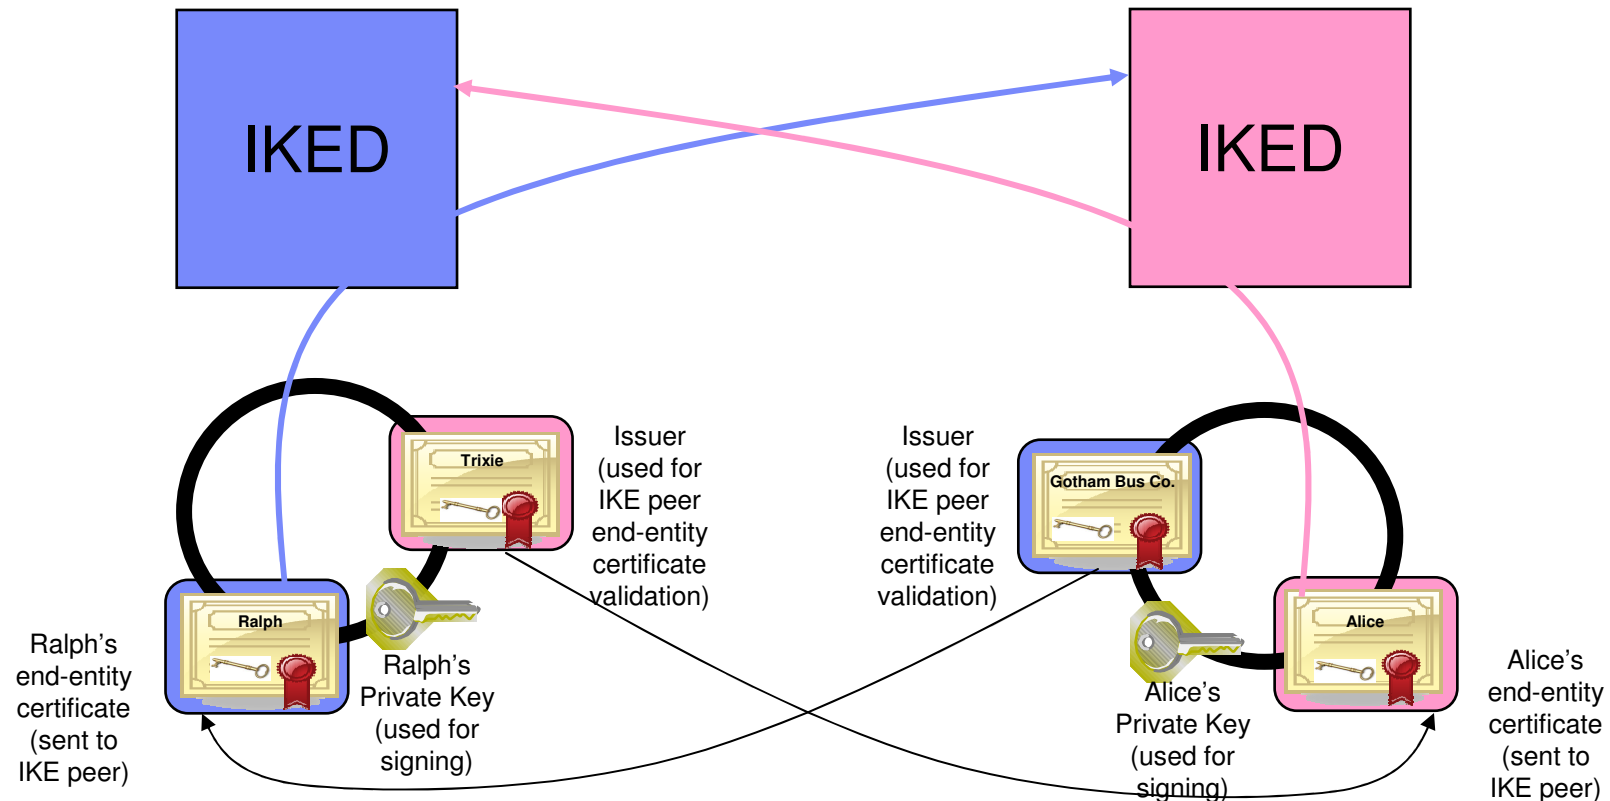 IKED
IKED
Trixie
Issuer
(used for
IKE peer
end-entity
certificate
validation)
Issuer
(used for
IKE peer
end-entity
certificate
validation)
Gotham Bus Co.
Ralph
Alice
Ralph's
end-entity
certificate
(sent to
IKE peer)
Ralph's
Private Key
(used for
signing)
Alice's
Private Key
(used for
signing)
Alice's
end-entity
certificate
(sent to
IKE peer)